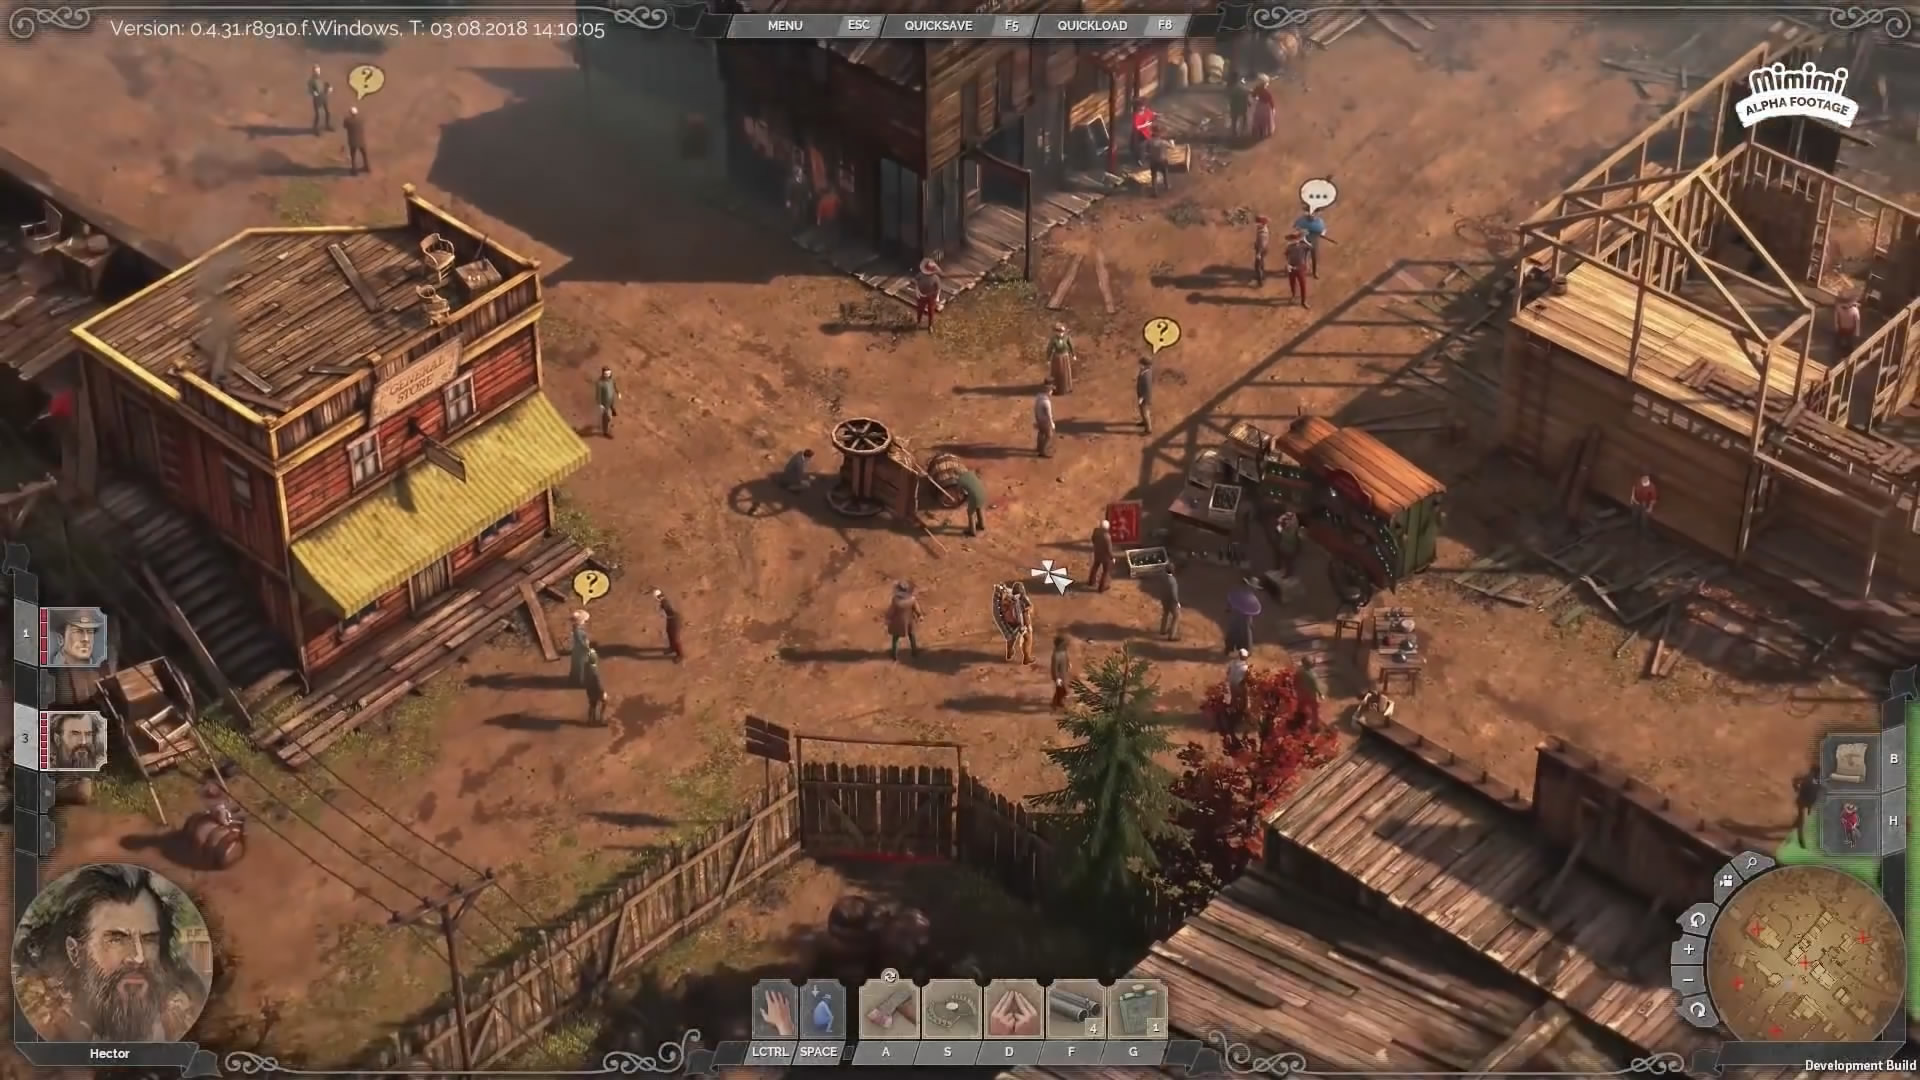 Version: 0.4.31.r8910.f.Windows, T: 03.08.2018 14:10:05
MENU ESC QUICKSAVE F5 QUICKLOAD F8
mimimi
ALPHA FOOTAGE
...
?
?
GENERAL
STORE
?
1
3
B
H
4
1
Hector
LCTRL SPACE A S D F G
Development Build